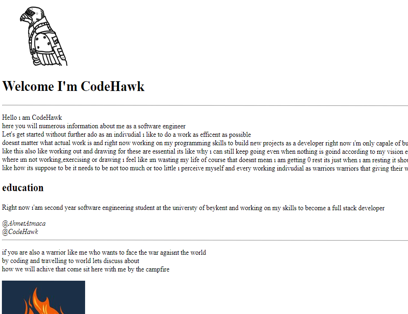 Welcome I'm CodeHawk
Hello ı am CodeHawk
here you will numerous information about me as a software engineer
Let's get started without further ado as an indivudial ı like to do a work as efficent as possible
doesnt matter what actual work is and right now working on my programming skills to build new projects as a developer right now ı'm only capale of bu
like this also like working out and drawing for these are essential its like why ı can still keep going even when nothing is gound according to my vision
where ım not working,exercising or drawing ı feel like ım wasting my life of course that doesnt mean ı am getting 0 rest its just when ı am resting it shou
like how its suppose to be it needs to be not too much or too little ı perceive myself and every working indivudial as warriors warriors that giving their w
education
Right now ı'am second year software engineering student at the university of beykent and working on my skills to become a full stack developer
@AhmetAtmaca
@CodeHawk
if you are also a warrior like me who wants to face the war agaisnt the world
by coding and travelling to world lets discuss about
how we will achive that come sit here with me by the campfire